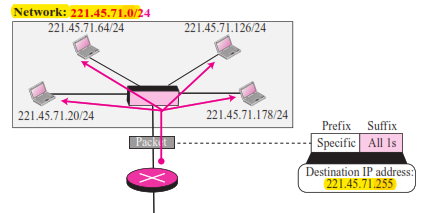 Network: 221.45.71.0/24
221.45.71.64/24
221.45.71.126/24
221.45.71.20/24
221.45.71.178/24
Packet
Prefix Suffix
Specific All 1s
Destination IP address:
221.45.71.255